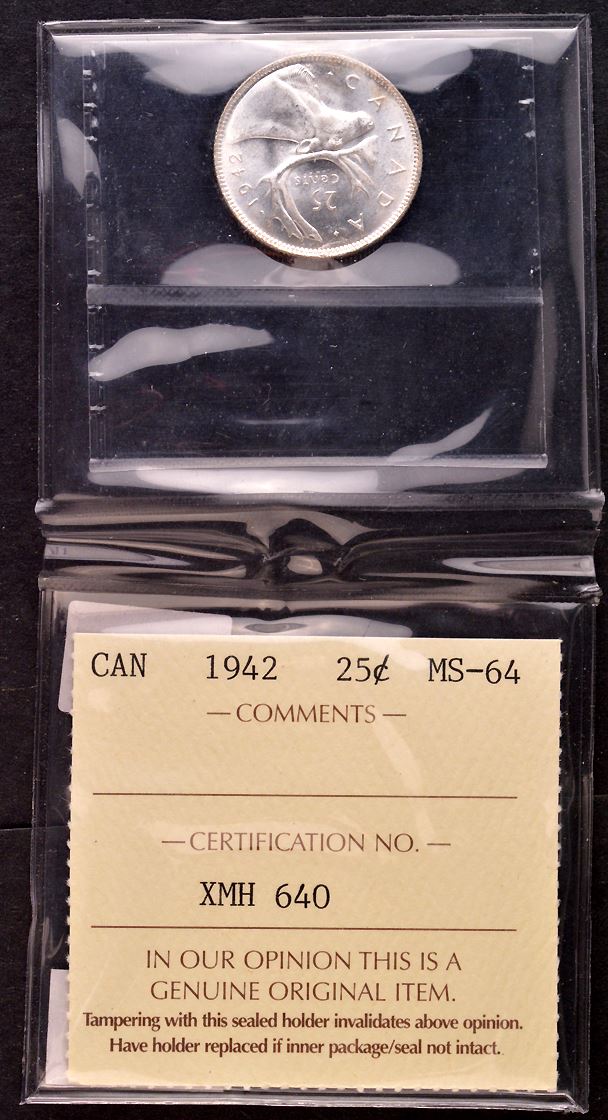 CANADA
1942
25
CENTS
CAN 1942 25¢ MS-64
— COMMENTS —
— CERTIFICATION NO. —
XMH 640
IN OUR OPINION THIS IS A
GENUINE ORIGINAL ITEM.
Tampering with this sealed holder invalidates above opinion.
Have holder replaced if inner package/seal not intact.